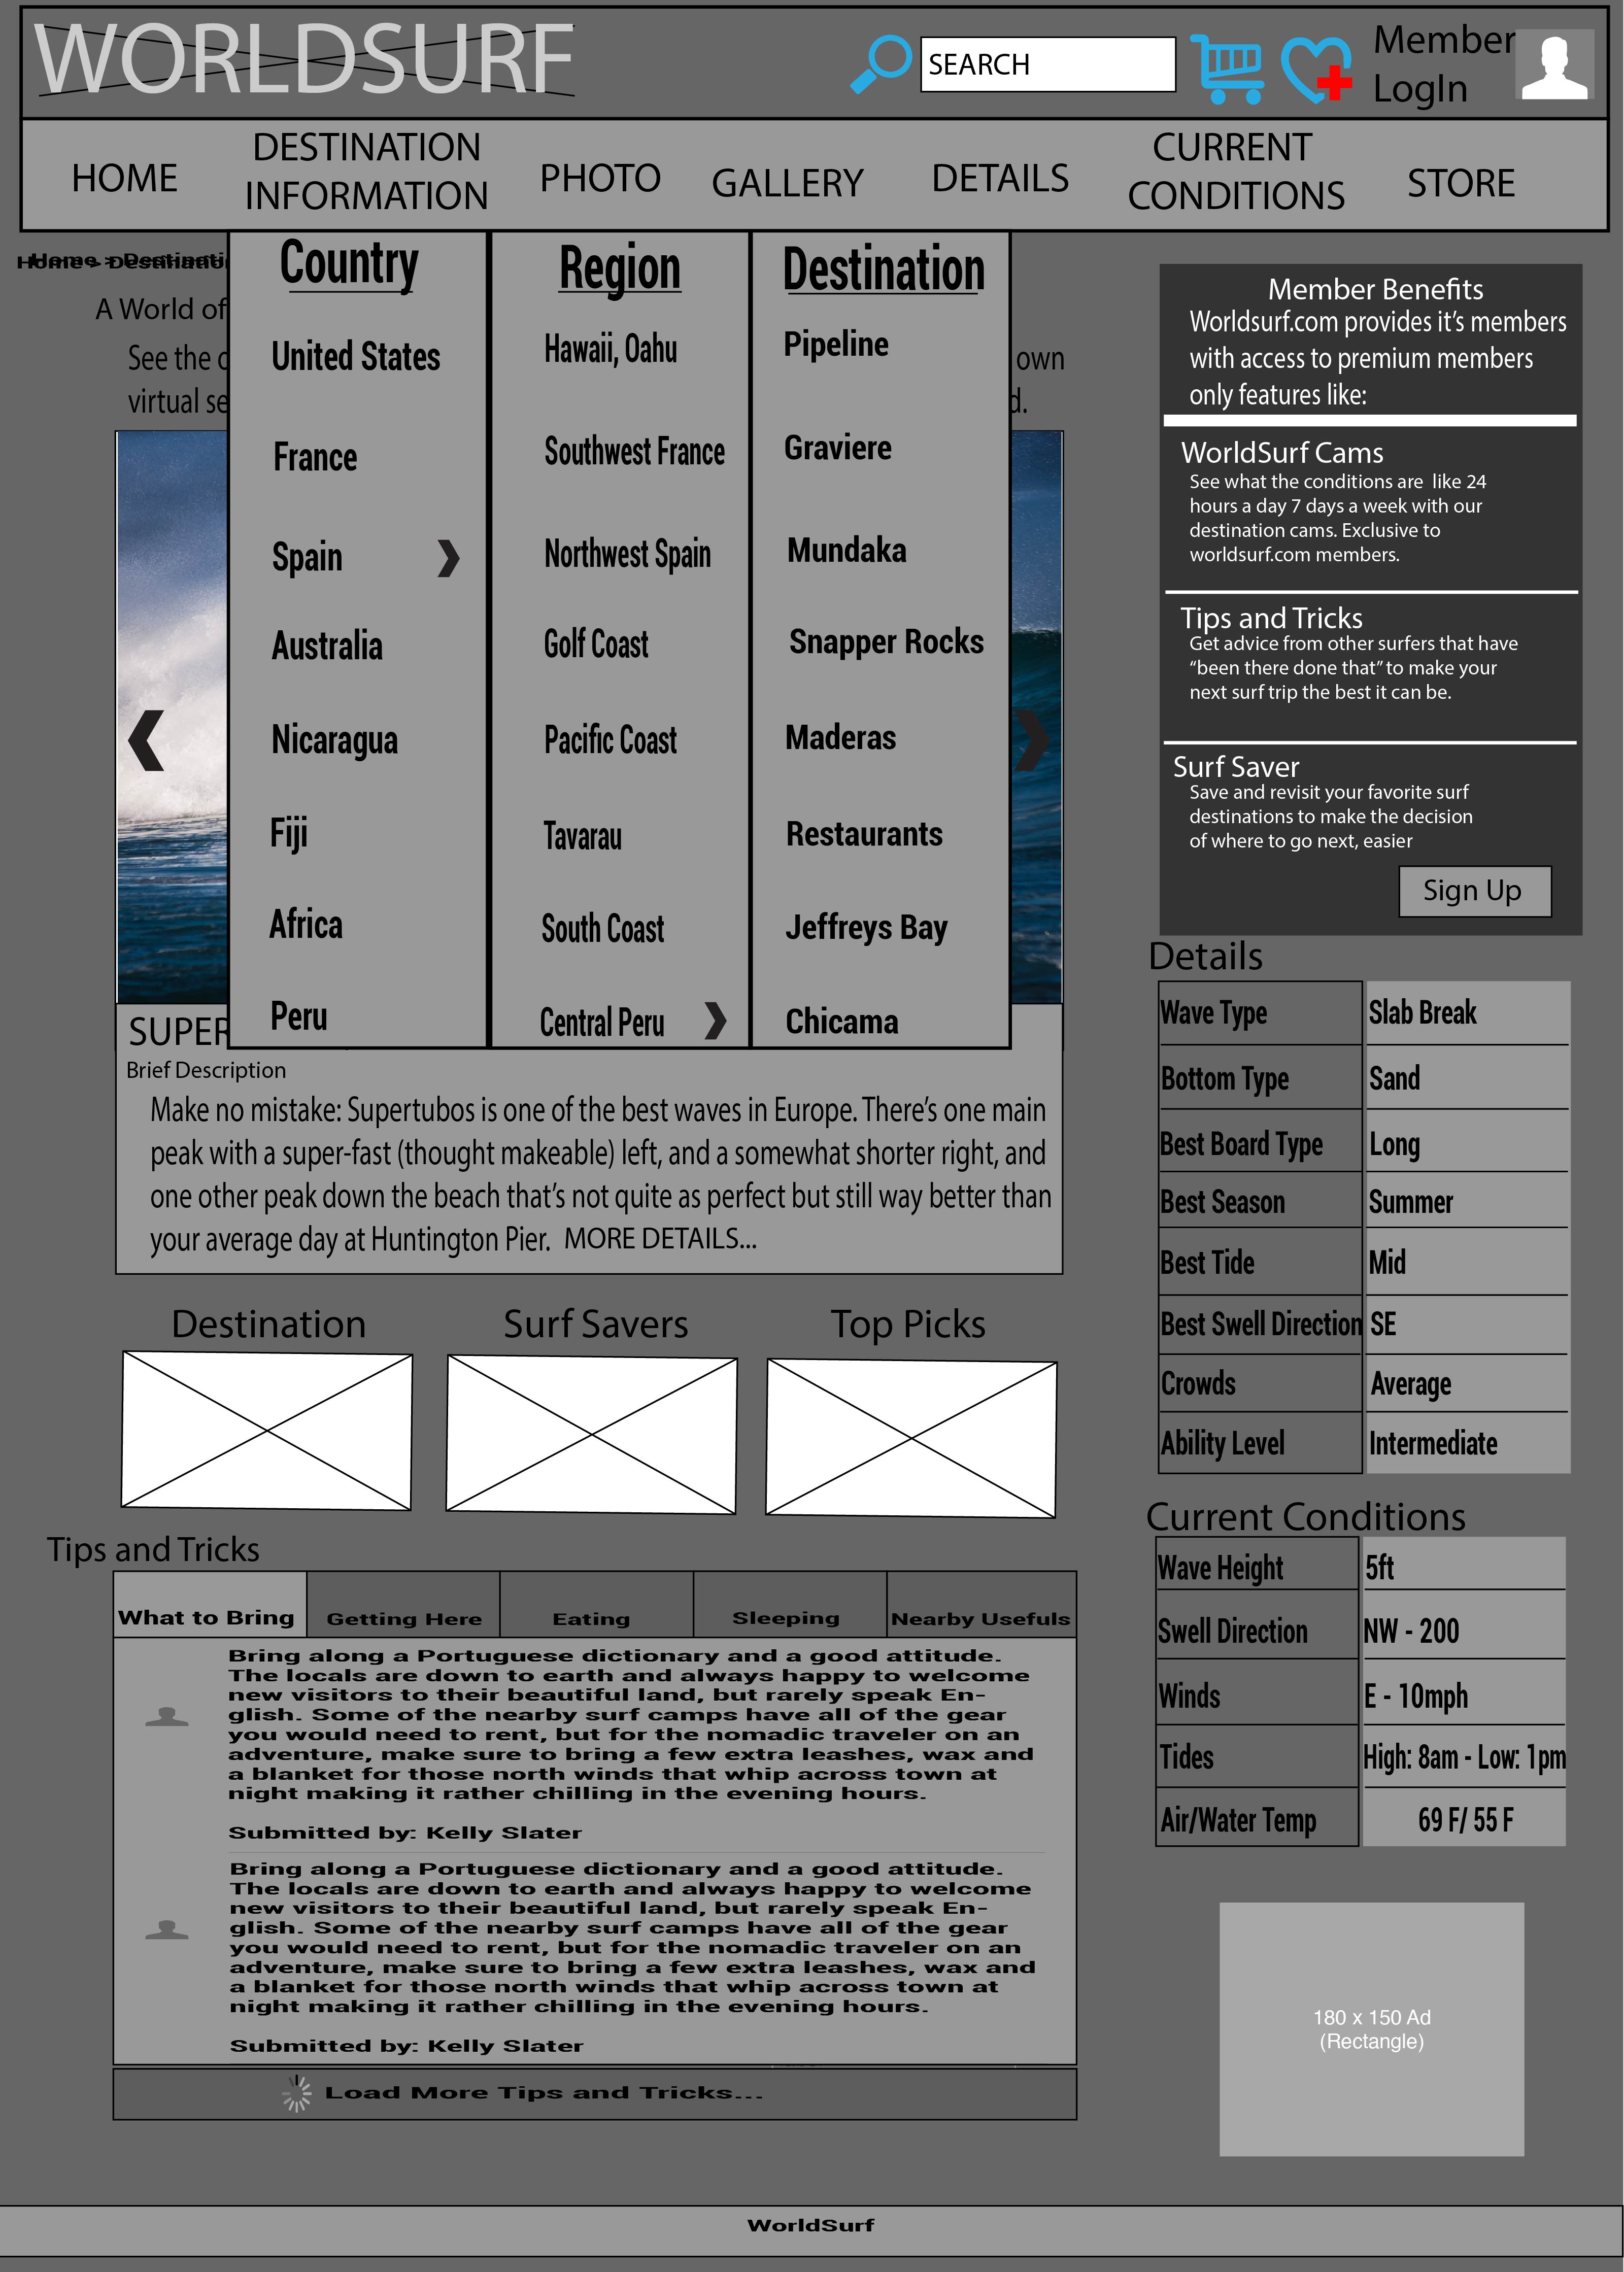 WORLDSURF
SEARCH
Member
LogIn
HOME
DESTINATION
INFORMATION
PHOTO
GALLERY
DETAILS
CURRENT
CONDITIONS
STORE
Home > Destinatio
A World of
See the
own
virtual se
d.
Country
Region
Destination
United States
Hawaii, Oahu
Pipeline
France
Southwest France
Graviere
Spain
Northwest Spain
Mundaka
Australia
Golf Coast
Snapper Rocks
Nicaragua
Pacific Coast
Maderas
Fiji
Tavarau
Restaurants
Africa
South Coast
Jeffreys Bay
Peru
Central Peru
Chicama
SUPER
Brief Description
Make no mistake: Supertubos is one of the best waves in Europe. There’s one main
peak with a super-fast (thought makeable) left, and a somewhat shorter right, and
one other peak down the beach that’s not quite as perfect but still way better than
your average day at Huntington Pier. MORE DETAILS...
Destination
Surf Savers
Top Picks
Tips and Tricks
What to Bring
Getting Here
Eating
Sleeping
Nearby Usefuls
Bring along a Portuguese dictionary and a good attitude.
The locals are down to earth and always happy to welcome
new visitors to their beautiful land, but rarely speak En-
glish. Some of the nearby surf camps have all of the gear
you would need to rent, but for the nomadic traveler on an
adventure, make sure to bring a few extra leashes, wax and
a blanket for those north winds that whip across town at
night making it rather chilling in the evening hours.
Submitted by: Kelly Slater
Bring along a Portuguese dictionary and a good attitude.
The locals are down to earth and always happy to welcome
new visitors to their beautiful land, but rarely speak En-
glish. Some of the nearby surf camps have all of the gear
you would need to rent, but for the nomadic traveler on an
adventure, make sure to bring a few extra leashes, wax and
a blanket for those north winds that whip across town at
night making it rather chilling in the evening hours.
Submitted by: Kelly Slater
Load More Tips and Tricks...
Member Benefits
Worldsurf.com provides it’s members
with access to premium members
only features like:
WorldSurf Cams
See what the conditions are like 24
hours a day 7 days a week with our
destination cams. Exclusive to
worldsurf.com members.
Tips and Tricks
Get advice from other surfers that have
“been there done that” to make your
next surf trip the best it can be.
Surf Saver
Save and revisit your favorite surf
destinations to make the decision
of where to go next, easier
Sign Up
Details
Wave Type
Slab Break
Bottom Type
Sand
Best Board Type
Long
Best Season
Summer
Best Tide
Mid
Best Swell Direction
SE
Crowds
Average
Ability Level
Intermediate
Current Conditions
Wave Height
5ft
Swell Direction
NW - 200
Winds
E - 10mph
Tides
High: 8am - Low: 1pm
Air/Water Temp
69 F/ 55 F
180 x 150 Ad
(Rectangle)
WorldSurf